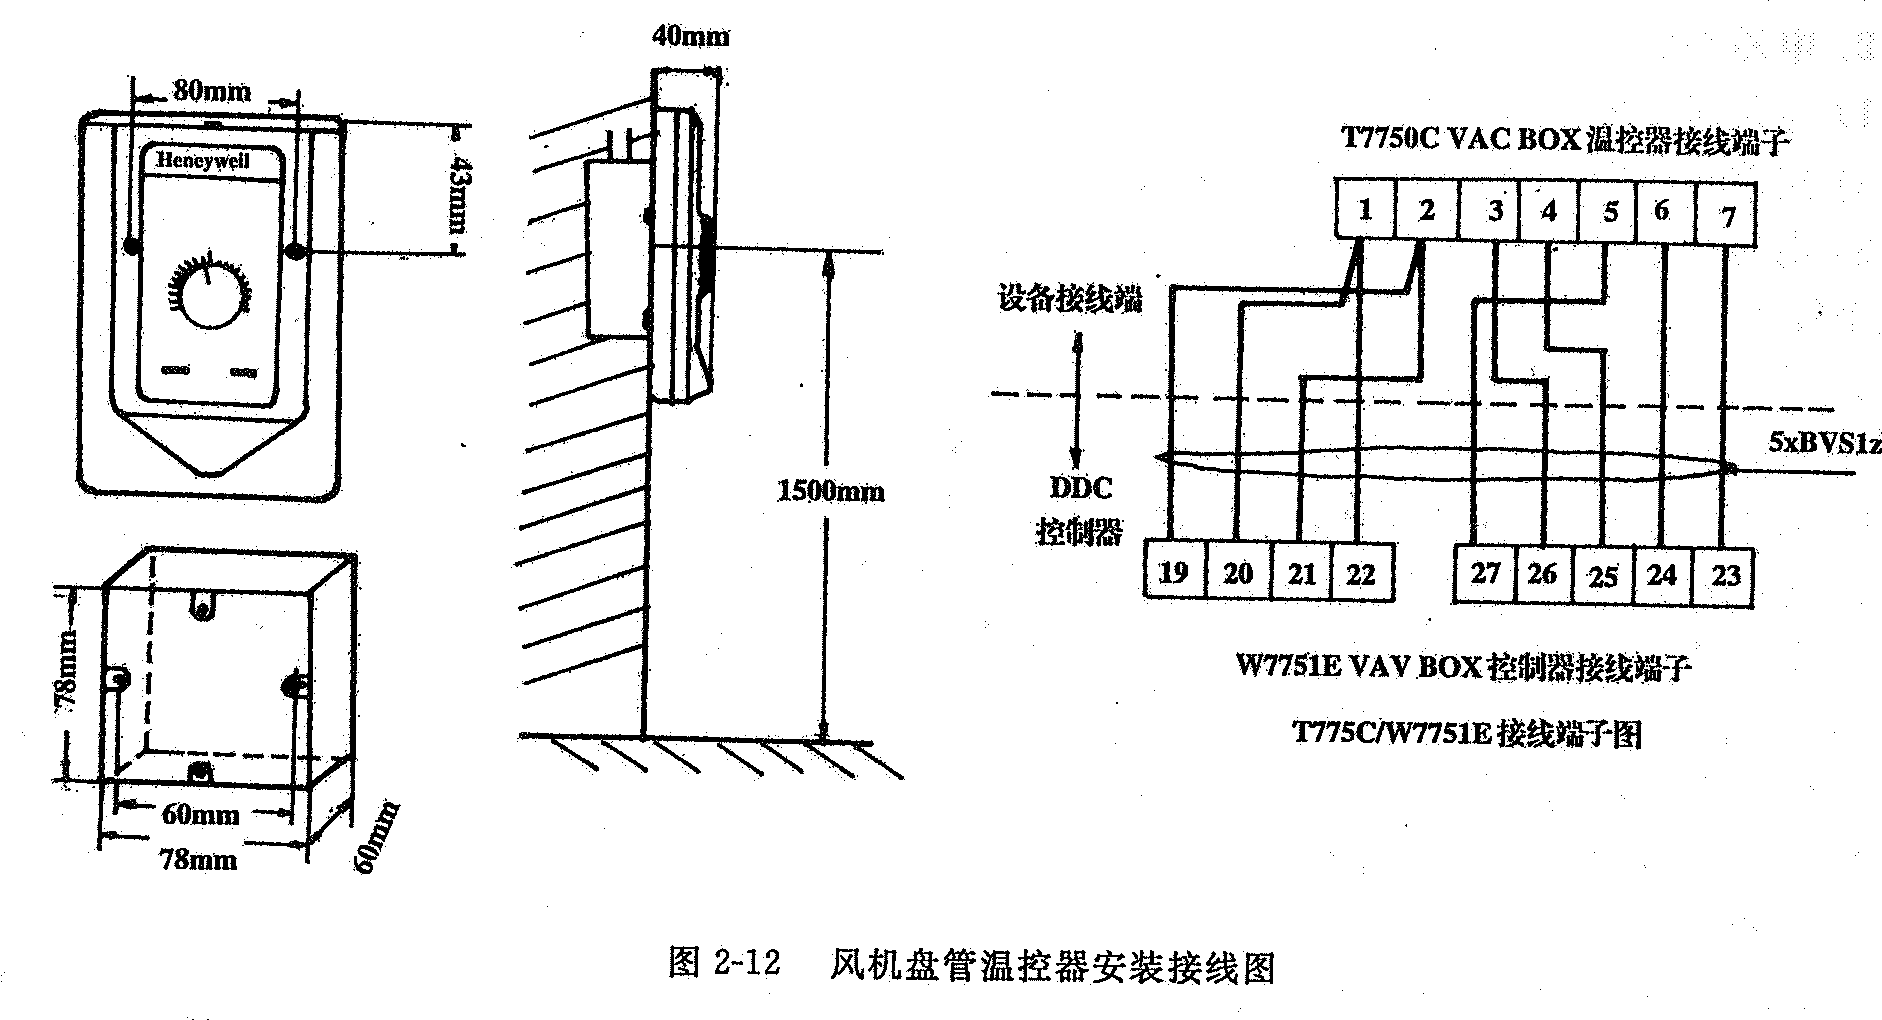 80mm
Heneyweil
43mm
78mm
60mm
78mm
60mm
40mm
1500mm
T7750C VAC BOX 温控器接线端子
1 2 3 4 5 6 7
设备接线端
5xBVS1z
DDC
控制器
19 20 21 22 27 26 25 24 23
W7751E VAV BOX 控制器接线端子
T775C/W7751E 接线端子图
图 2-12 风机盘管温控器安装接线图